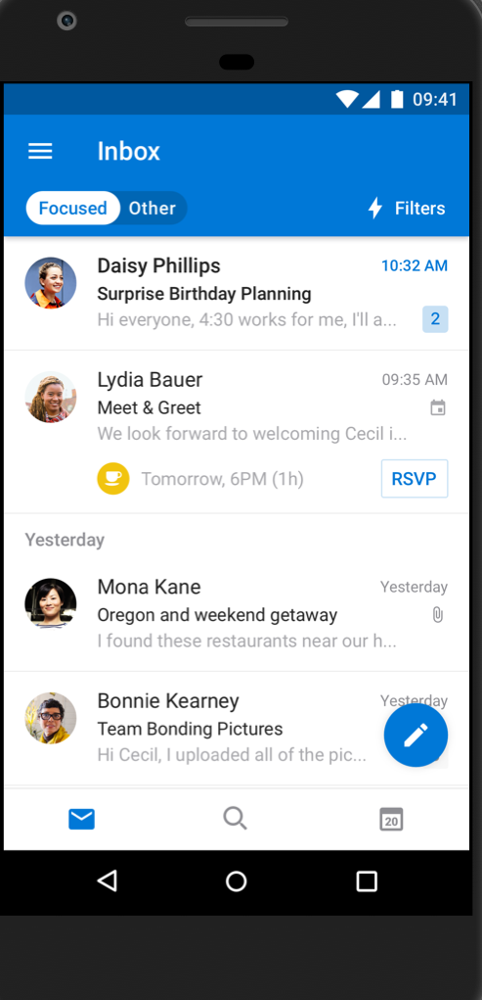 09:41
Inbox
Focused Other Filters
Daisy Phillips 10:32 AM
Surprise Birthday Planning
Hi everyone, 4:30 works for me, I'll a... 2
Lydia Bauer 09:35 AM
Meet & Greet
We look forward to welcoming Cecil i...
Tomorrow, 6PM (1h) RSVP
Yesterday
Mona Kane Yesterday
Oregon and weekend getaway
I found these restaurants near our h...
Bonnie Kearney Yesterday
Team Bonding Pictures
Hi Cecil, I uploaded all of the pic...
20